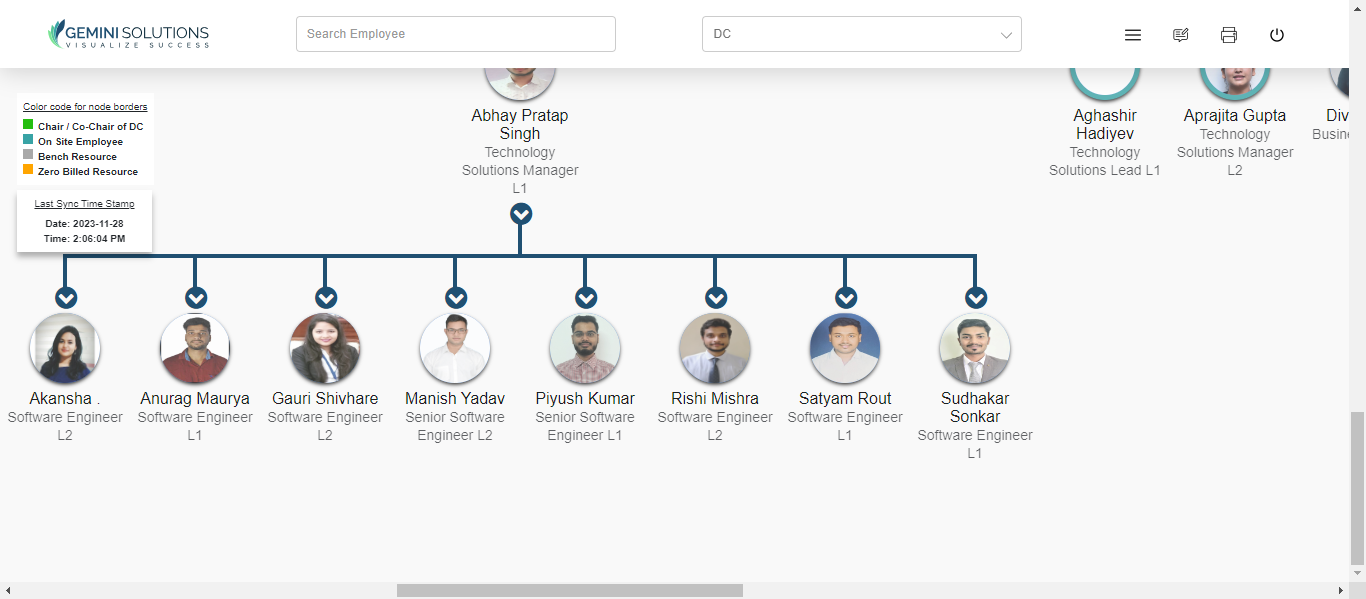 GEMINI SOLUTIONS
VISUALIZE SUCCESS
Search Employee
DC
Color code for node borders
Chair / Co-Chair of DC
On Site Employee
Bench Resource
Zero Billed Resource
Last Sync Time Stamp
Date: 2023-11-28
Time: 2:06:04 PM
Abhay Pratap
Singh
Technology
Solutions Manager
L1
Aghashir
Hadiyev
Technology
Solutions Lead L1
Aprajita Gupta
Technology
Solutions Manager
L2
Div
Busine
Akansha .
Software Engineer
L2
Anurag Maurya
Software Engineer
L1
Gauri Shivhare
Software Engineer
L2
Manish Yadav
Senior Software
Engineer L2
Piyush Kumar
Senior Software
Engineer L1
Rishi Mishra
Software Engineer
L2
Satyam Rout
Software Engineer
L1
Sudhakar
Sonkar
Software Engineer
L1